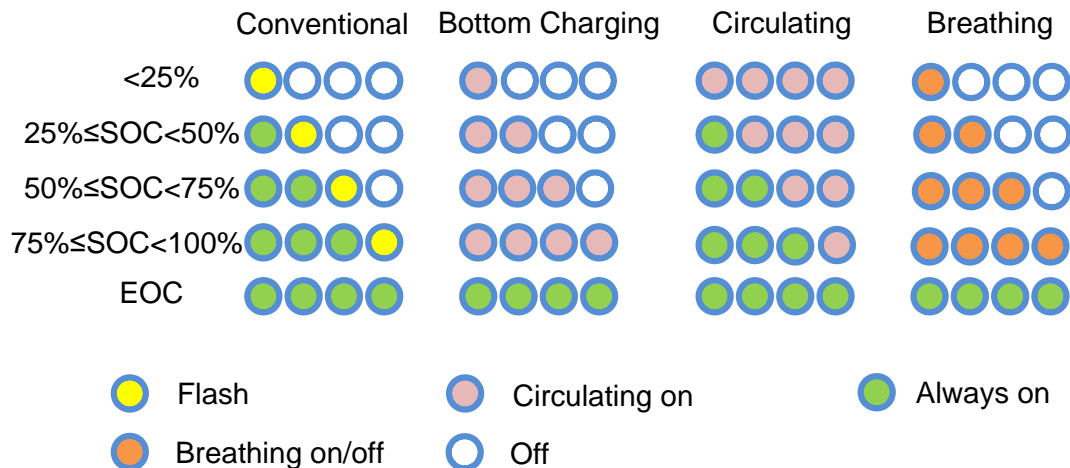 Conventional Bottom Charging Circulating Breathing
<25%
25%≤SOC<50%
50%≤SOC<75%
75%≤SOC<100%
EOC
Flash Circulating on Always on
Breathing on/off Off